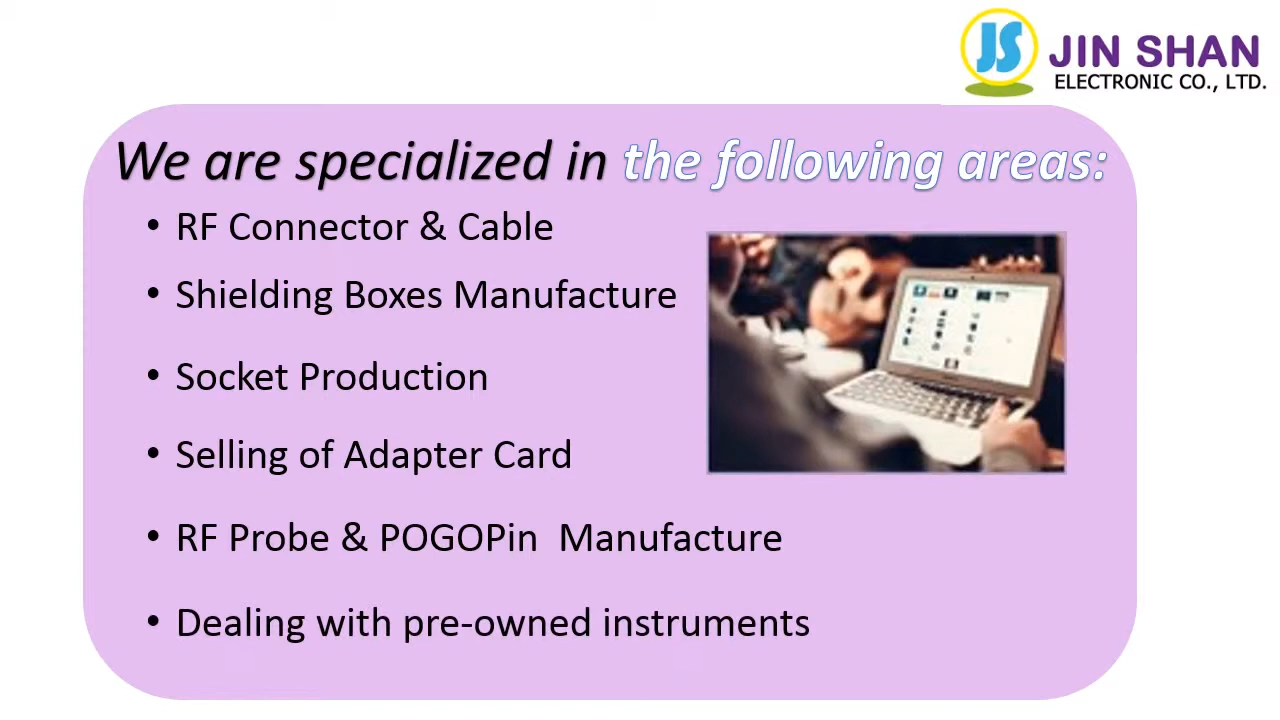 JS JIN SHAN
ELECTRONIC CO., LTD.
We are specialized in the following areas:
• RF Connector & Cable
• Shielding Boxes Manufacture
• Socket Production
• Selling of Adapter Card
• RF Probe & POGOPin  Manufacture
• Dealing with pre-owned instruments